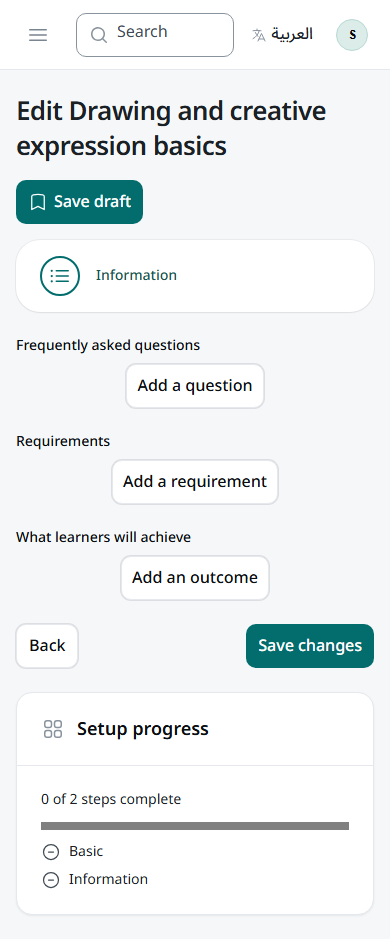 Search
العربية
S
Edit Drawing and creative
expression basics
Save draft
Information
Frequently asked questions
Add a question
Requirements
Add a requirement
What learners will achieve
Add an outcome
Back
Save changes
Setup progress
0 of 2 steps complete
Basic
Information